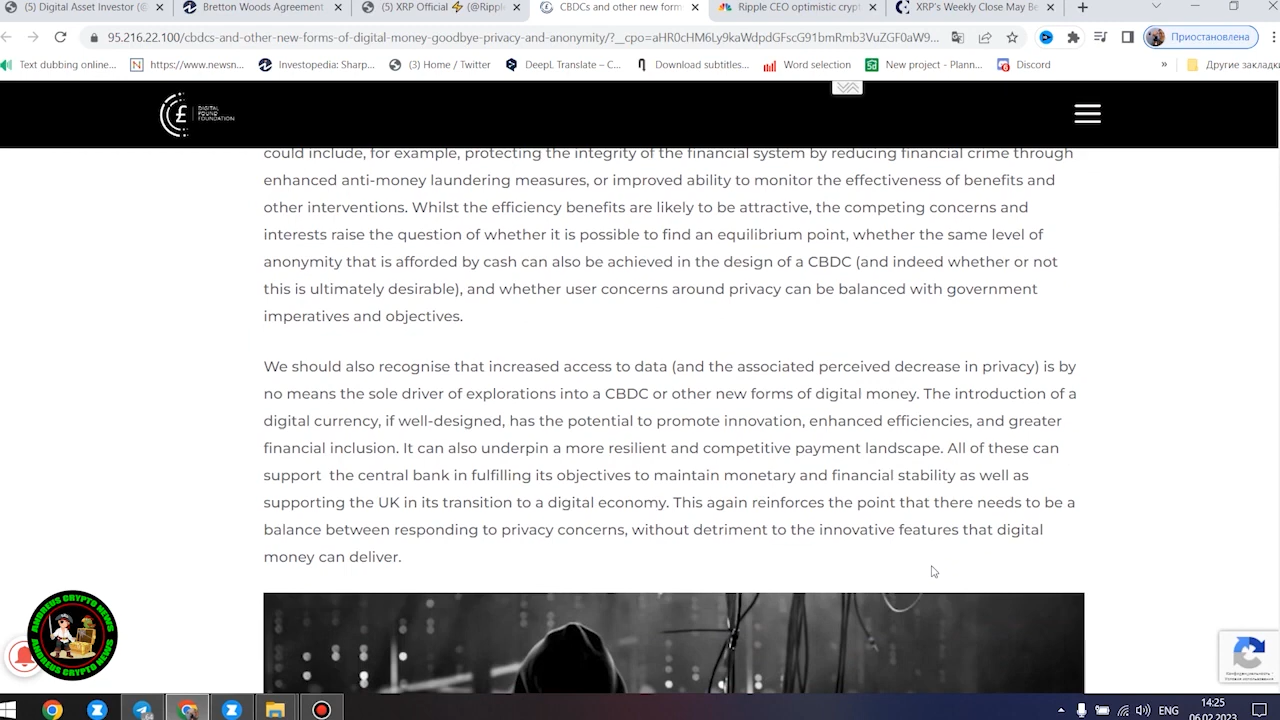 (5) Digital Asset Investor (@
Bretton Woods Agreement
(5) XRP Official ⚡ (@Rippl
CBDCs and other new form
Ripple CEO optimistic crypt
XRP's Weekly Close May Be
95.216.22.100/cbdcs-and-other-new-forms-of-digital-money-goodbye-privacy-and-anonymity/?__cpo=aHR0cHM6Ly9kaWdpdGFscG91bmRmb3VuZGF0aW9...
Приостановлена
Text dubbing online...
https://www.newsn...
Investopedia: Sharp...
(3) Home / Twitter
DeepL Translate – C...
Download subtitles...
Word selection
New project - Plann...
Discord
»
Другие закладки
DIGITAL
POUND
FOUNDATION
could include, for example, protecting the integrity of the financial system by reducing financial crime through
enhanced anti-money laundering measures, or improved ability to monitor the effectiveness of benefits and
other interventions. Whilst the efficiency benefits are likely to be attractive, the competing concerns and
interests raise the question of whether it is possible to find an equilibrium point, whether the same level of
anonymity that is afforded by cash can also be achieved in the design of a CBDC (and indeed whether or not
this is ultimately desirable), and whether user concerns around privacy can be balanced with government
imperatives and objectives.
We should also recognise that increased access to data (and the associated perceived decrease in privacy) is by
no means the sole driver of explorations into a CBDC or other new forms of digital money. The introduction of a
digital currency, if well-designed, has the potential to promote innovation, enhanced efficiencies, and greater
financial inclusion. It can also underpin a more resilient and competitive payment landscape. All of these can
support the central bank in fulfilling its objectives to maintain monetary and financial stability as well as
supporting the UK in its transition to a digital economy. This again reinforces the point that there needs to be a
balance between responding to privacy concerns, without detriment to the innovative features that digital
money can deliver.
ANDREUS CRYPTO NEWS
ANDREUS CRYPTO NEWS
Конфиденциальность -
Условия использования
ENG
14:25
06.02.2023